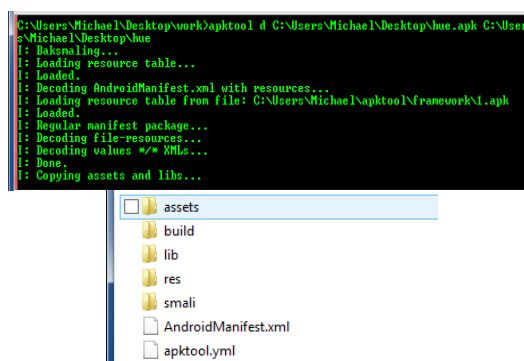 C:\Users\Michael\Desktop\work>apktool d C:\Users\Michael\Desktop\hue.apk C:\User
s\Michael\Desktop\hue
I: Baksmaling...
I: Loading resource table...
I: Loaded.
I: Decoding AndroidManifest.xml with resources...
I: Loading resource table from file: C:\Users\Michael\apktool\framework\1.apk
I: Loaded.
I: Regular manifest package...
I: Decoding file-resources...
I: Decoding values */* XMLs...
I: Done.
I: Copying assets and libs...
assets
build
lib
res
smali
AndroidManifest.xml
apktool.yml